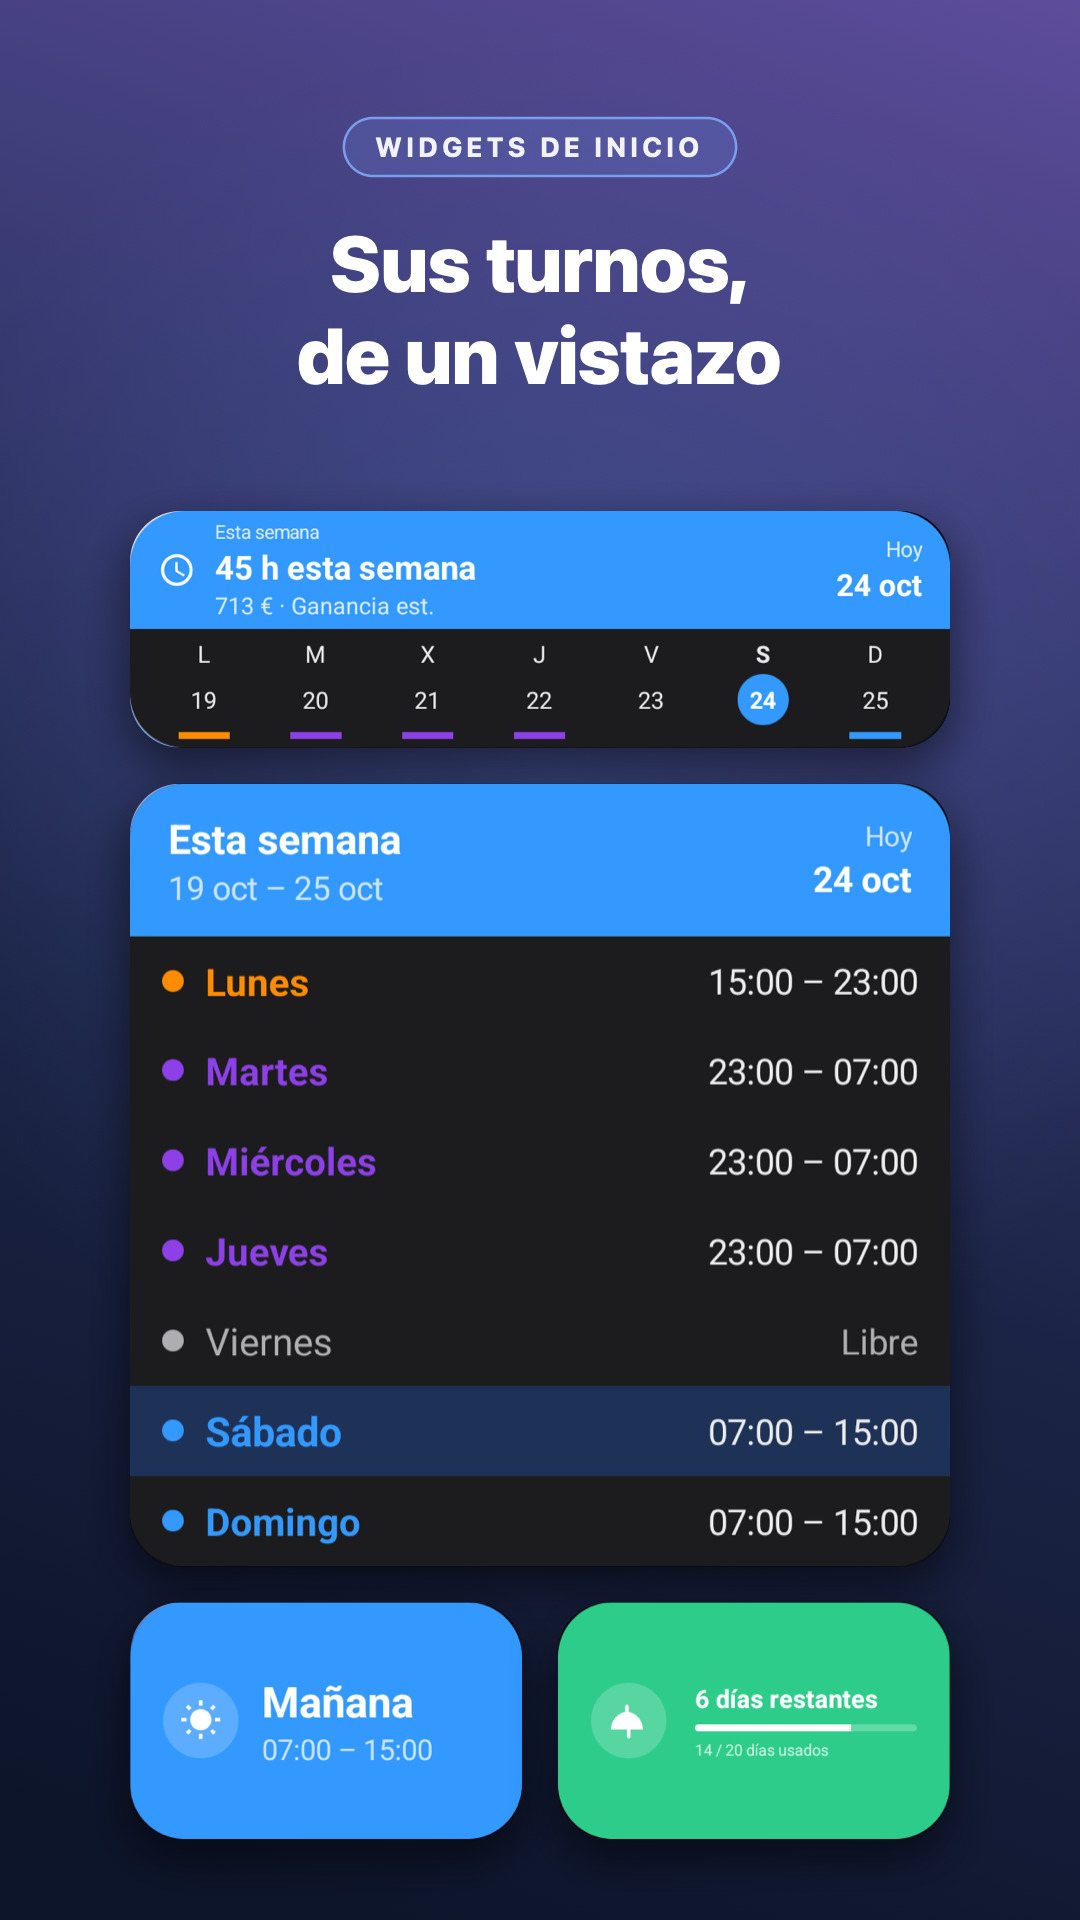 WIDGETS DE INICIO
Sus turnos,
de un vistazo
Esta semana
45 h esta semana
713 € · Ganancia est.
Hoy
24 oct
L M X J V S D
19 20 21 22 23 24 25
Esta semana
19 oct – 25 oct
Hoy
24 oct
Lunes 15:00 – 23:00
Martes 23:00 – 07:00
Miércoles 23:00 – 07:00
Jueves 23:00 – 07:00
Viernes Libre
Sábado 07:00 – 15:00
Domingo 07:00 – 15:00
Mañana
07:00 – 15:00
6 días restantes
14 / 20 días usados